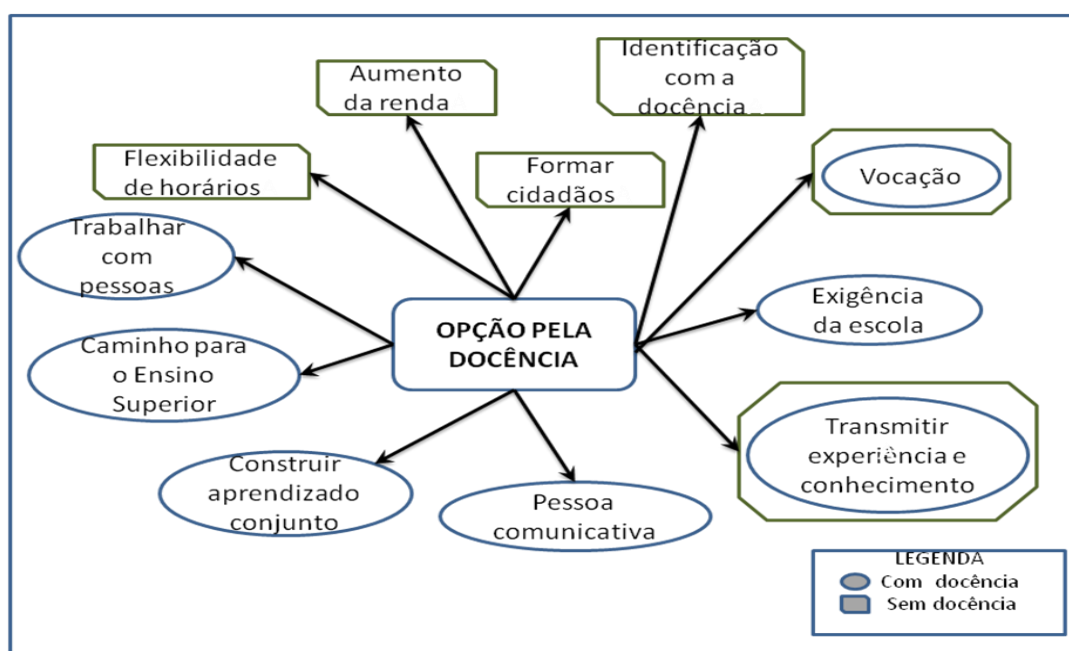 Aumento
da renda
Identificação
com a
docência
Flexibilidade
de horários
Formar
cidadãos
Vocação
Trabalhar
com
pessoas
OPÇÃO PELA
DOCÊNCIA
Exigência
da escola
Caminho para
o Ensino
Superior
Transmitir
experiência e
conhecimento
Construir
aprendizado
conjunto
Pessoa
comunicativa
LEGENDA
Com docência
Sem docência